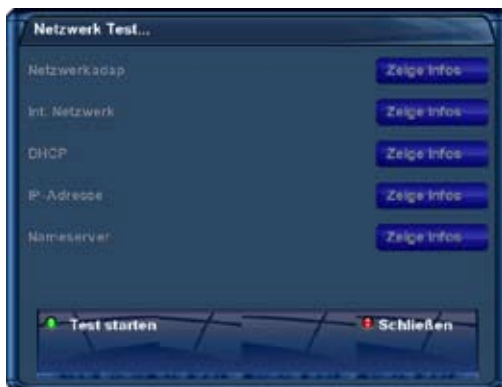 Netzwerk Test...
Netzwerkadap Zeige Infos
Int. Netzwerk Zeige Infos
DHCP Zeige Infos
IP-Adresse Zeige Infos
Nameserver Zeige Infos
Test starten Schließen